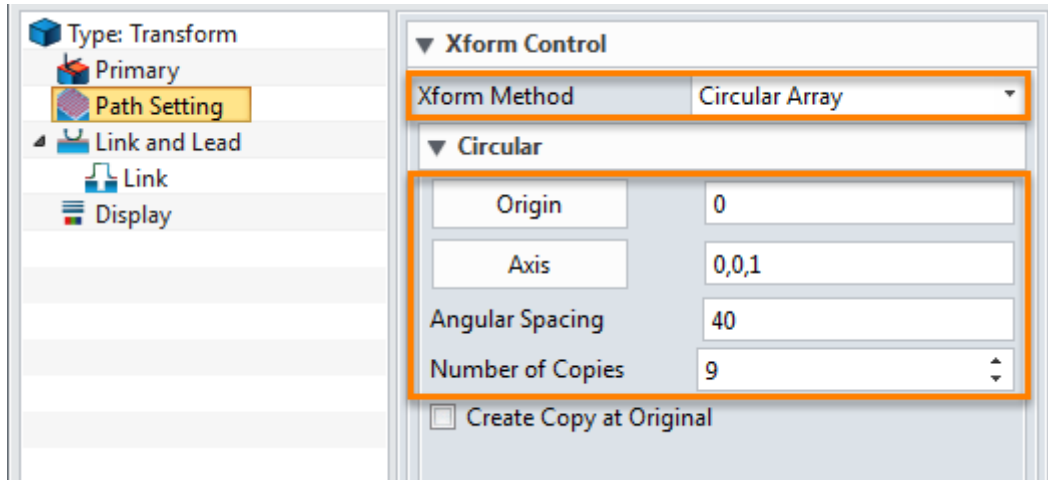 Type: Transform
Primary
Path Setting
Link and Lead
Link
Display
Xform Control
Xform Method Circular Array
Circular
Origin 0
Axis 0,0,1
Angular Spacing 40
Number of Copies 9
Create Copy at Original